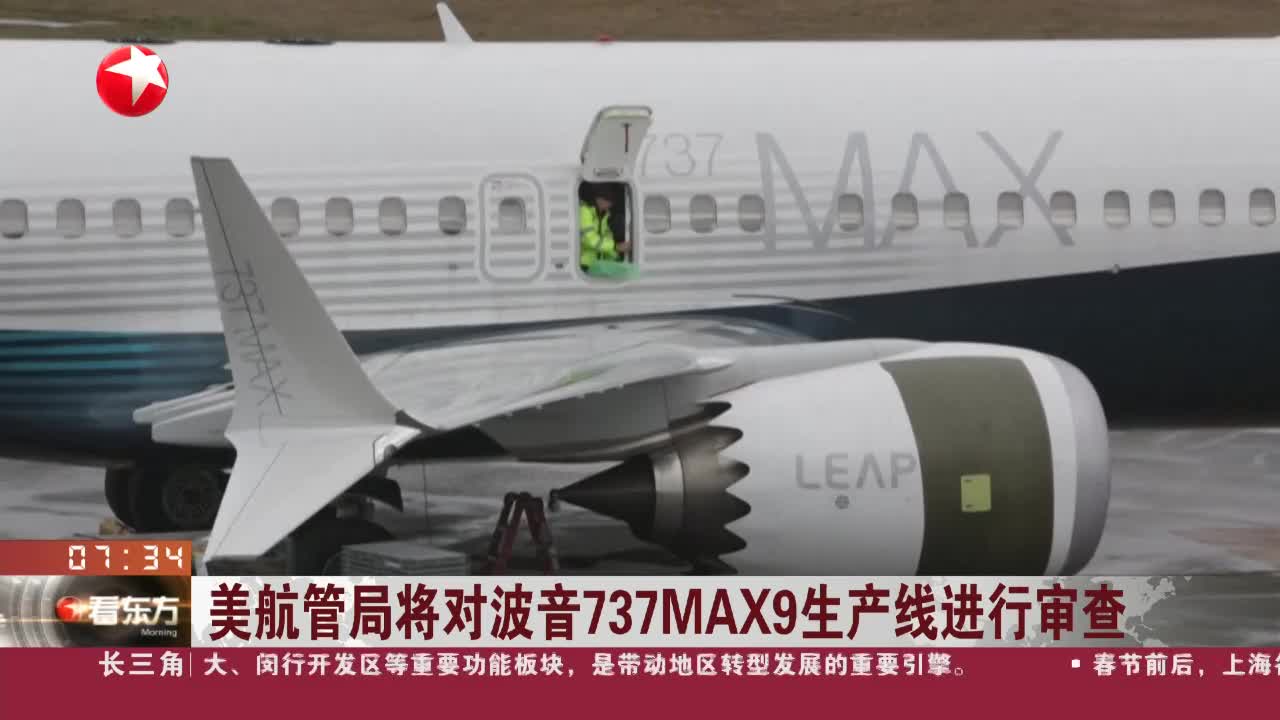 737
MAX
737 MAX
LEAP
07:34
看东方
Morning
美航管局将对波音737MAX9生产线进行审查
长三角 大、闵行开发区等重要功能板块，是带动地区转型发展的重要引擎。 ▪ 春节前后，上海